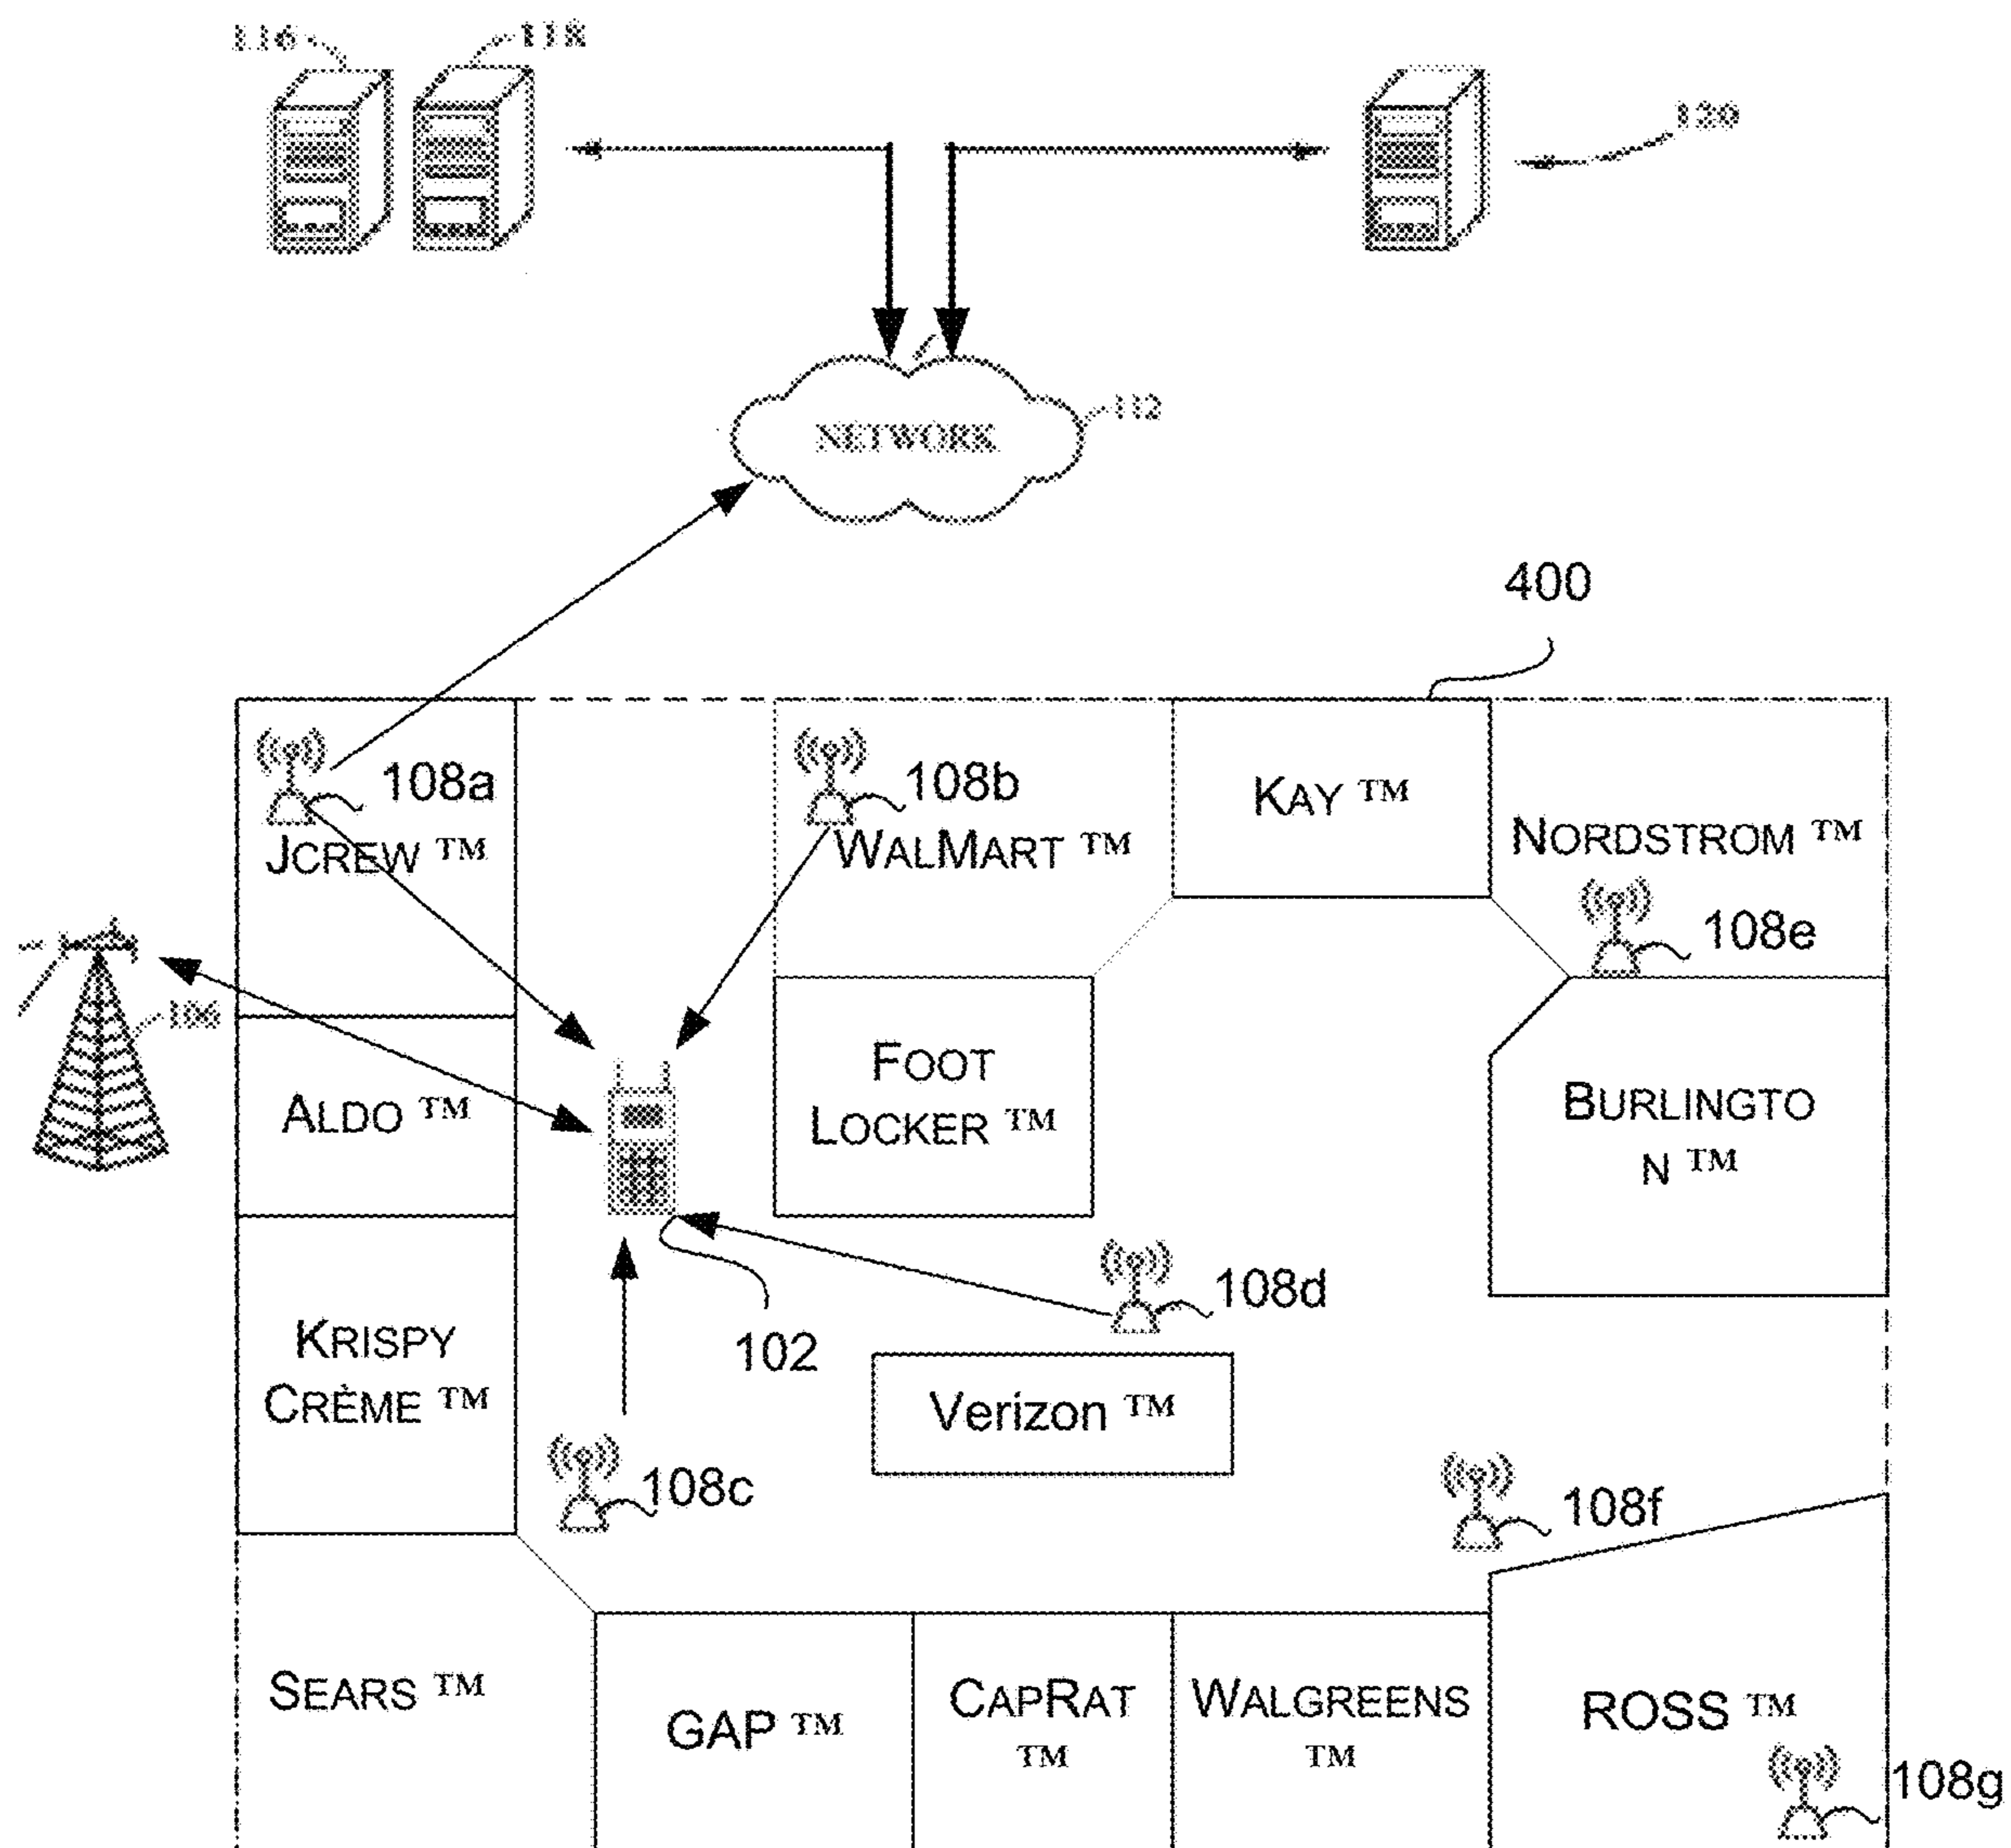 116
118
120
112
NETWORK
400
108a
108b
KAY ™
JCREW ™
WALMART ™
NORDSTROM ™
108e
106
FOOT
LOCKER ™
ALDO ™
BURLINGTO
N ™
108d
102
KRISPY
CRÈME ™
Verizon ™
108c
108f
SEARS ™
GAP ™
CAPRAT
™
WALGREENS
™
ROSS ™
108g